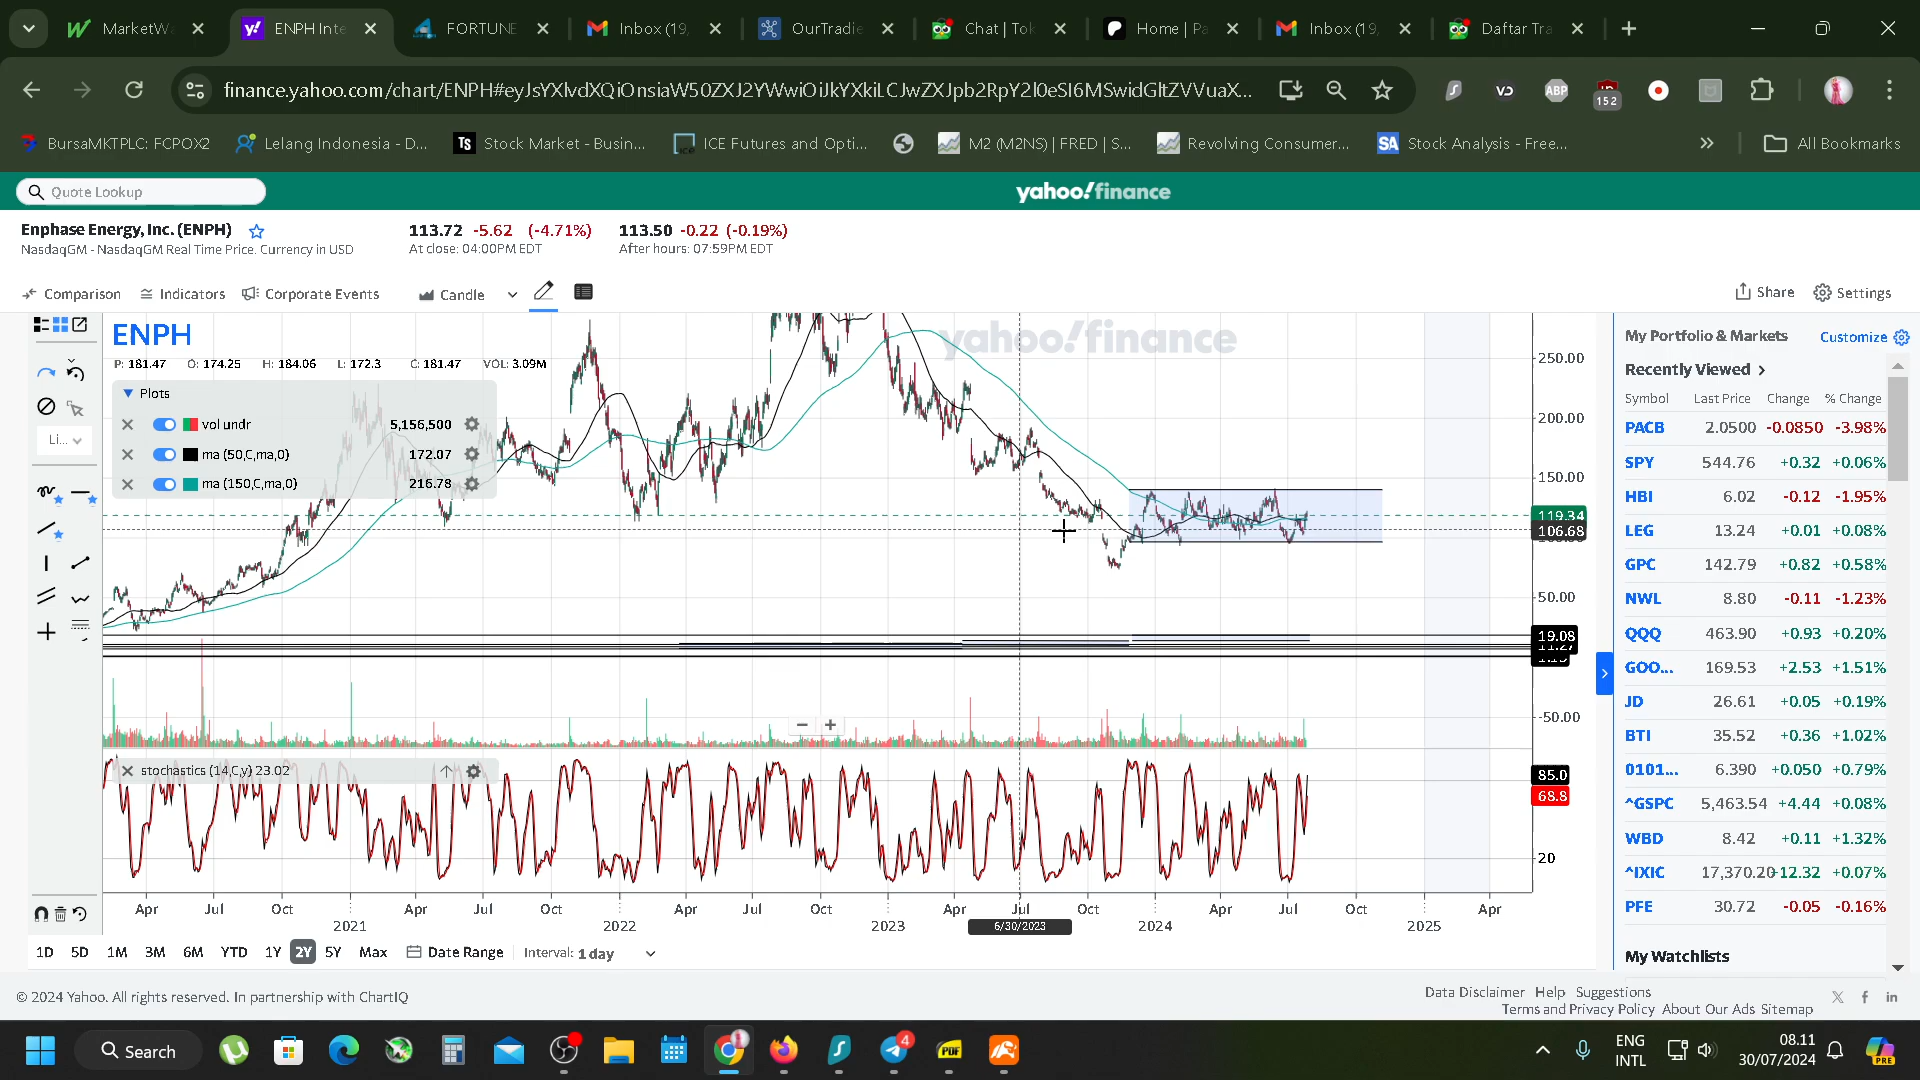 MarketWa
ENPH Inte
FORTUNE
Inbox (19,
OurTradie
Chat | Tok
Home | Pa
Inbox (19,
Daftar Tra
finance.yahoo.com/chart/ENPH#eyJsYXlvdXQiOnsiaW50ZXJ2YWwiOiJkYXkiLCJwZXJpb2RpY2l0eSI6MSwidGltZVVuaX...
ABP
152
BursaMKTPLC: FCPOX2
Lelang Indonesia - D...
Ts Stock Market - Busin...
ICE Futures and Opti...
M2 (M2NS) | FRED | S...
Revolving Consumer...
SA Stock Analysis - Free...
All Bookmarks
Quote Lookup
yahoo!finance
Enphase Energy, Inc. (ENPH)
NasdaqGM - NasdaqGM Real Time Price. Currency in USD
113.72 -5.62 (-4.71%)
At close: 04:00PM EDT
113.50 -0.22 (-0.19%)
After hours: 07:59PM EDT
Comparison Indicators Corporate Events Candle Share Settings
ENPH
yahoo!finance
P: 181.47 O: 174.25 H: 184.06 L: 172.3 C: 181.47 VOL: 3.09M
Plots
vol undr 5,156,500
ma (50,C,ma,0) 172.07
ma (150,C,ma,0) 216.78
Li...
250.00
200.00
150.00
119.34
106.68
50.00
19.08
-50.00
stochastics (14,C,y) 23.02
85.0
68.8
20
Apr Jul Oct Apr Jul Oct Apr Jul Oct Apr Jul Oct Apr Jul Oct Apr
2021 2022 2023 6/30/2023 2024 2025
1D 5D 1M 3M 6M YTD 1Y 2Y 5Y Max Date Range Interval: 1 day
My Portfolio & Markets Customize
Recently Viewed
Symbol Last Price Change % Change
PACB 2.0500 -0.0850 -3.98%
SPY 544.76 +0.32 +0.06%
HBI 6.02 -0.12 -1.95%
LEG 13.24 +0.01 +0.08%
GPC 142.79 +0.82 +0.58%
NWL 8.80 -0.11 -1.23%
QQQ 463.90 +0.93 +0.20%
GOO... 169.53 +2.53 +1.51%
JD 26.61 +0.05 +0.19%
BTI 35.52 +0.36 +1.02%
0101... 6.390 +0.050 +0.79%
^GSPC 5,463.54 +4.44 +0.08%
WBD 8.42 +0.11 +1.32%
^IXIC 17,370.20 +12.32 +0.07%
PFE 30.72 -0.05 -0.16%
My Watchlists
© 2024 Yahoo. All rights reserved. In partnership with ChartIQ
Data Disclaimer Help Suggestions
Terms and Privacy Policy About Our Ads Sitemap
Search
4
PDF
ENG
INTL
08.11
30/07/2024
PRE